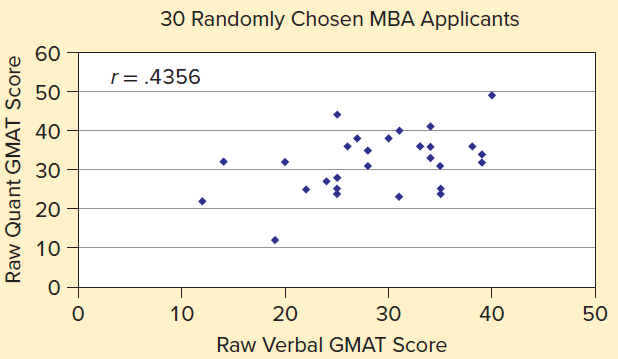 30 Randomly Chosen MBA Applicants
r = .4356
Raw Quant GMAT Score
60
50
40
30
20
10
0
0 10 20 30 40 50
Raw Verbal GMAT Score